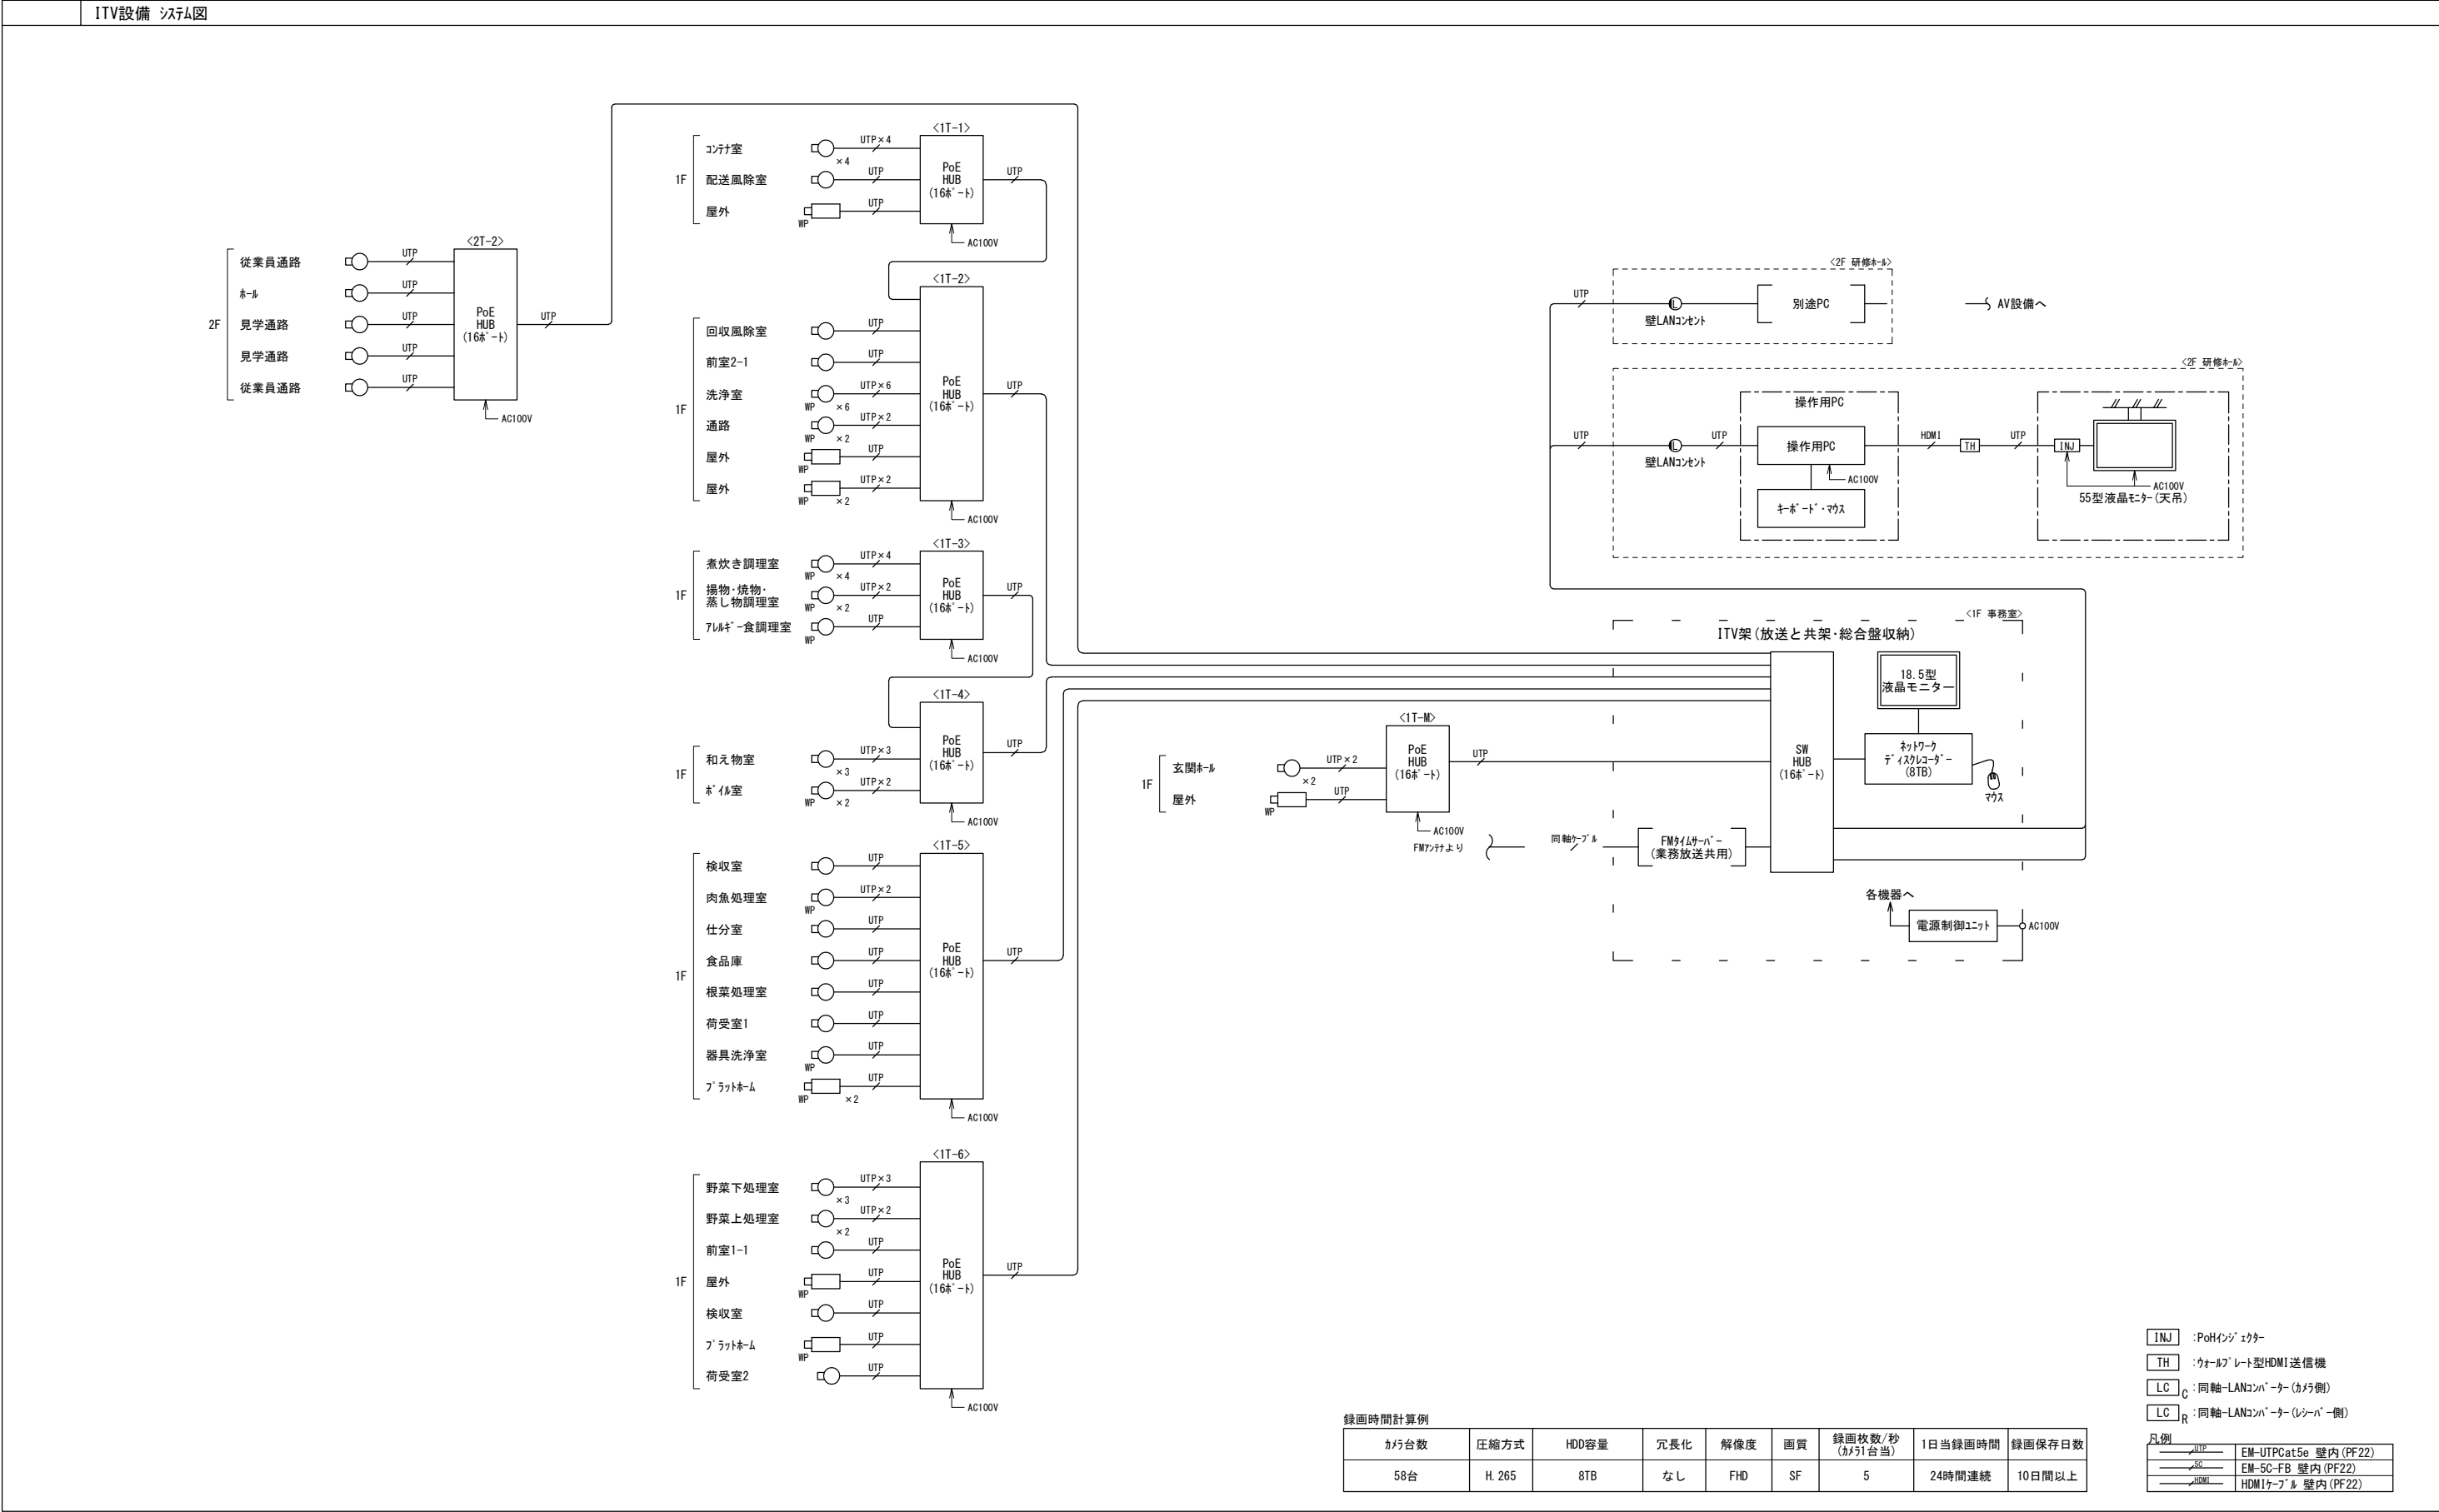 ITV設備 ｼｽﾃﾑ図
<2T-2>
2F
従業員通路
UTP
ﾎｰﾙ
UTP
見学通路
UTP
見学通路
UTP
従業員通路
UTP
PoE
HUB
(16ﾎﾟｰﾄ)
UTP
AC100V
<1T-1>
1F
ｺﾝﾃﾅ室
UTP×4
×4
配送風除室
UTP
屋外
WP
UTP
PoE
HUB
(16ﾎﾟｰﾄ)
UTP
AC100V
<1T-2>
1F
回収風除室
UTP
前室2-1
UTP
洗浄室
WP
×6
UTP×6
通路
WP
×2
UTP×2
屋外
WP
UTP
屋外
WP
×2
UTP×2
PoE
HUB
(16ﾎﾟｰﾄ)
UTP
AC100V
<1T-3>
1F
煮炊き調理室
WP
×4
UTP×4
揚物･焼物･
蒸し物調理室
WP
×2
UTP×2
ｱﾚﾙｷﾞｰ食調理室
WP
UTP
PoE
HUB
(16ﾎﾟｰﾄ)
UTP
AC100V
<1T-4>
1F
和え物室
×3
UTP×3
ﾎﾞｲﾙ室
WP
×2
UTP×2
PoE
HUB
(16ﾎﾟｰﾄ)
UTP
AC100V
<1T-5>
1F
検収室
UTP
肉魚処理室
WP
UTP×2
仕分室
UTP
食品庫
UTP
根菜処理室
UTP
荷受室1
UTP
器具洗浄室
WP
UTP
ﾌﾟﾗｯﾄﾎｰﾑ
WP
×2
UTP
PoE
HUB
(16ﾎﾟｰﾄ)
UTP
AC100V
<1T-6>
1F
野菜下処理室
×3
UTP×3
野菜上処理室
×2
UTP×2
前室1-1
UTP
屋外
WP
UTP
検収室
UTP
ﾌﾟﾗｯﾄﾎｰﾑ
WP
UTP
荷受室2
UTP
PoE
HUB
(16ﾎﾟｰﾄ)
UTP
AC100V
<1T-M>
1F
玄関ﾎｰﾙ
×2
UTP×2
屋外
WP
UTP
PoE
HUB
(16ﾎﾟｰﾄ)
UTP
AC100V
FMｱﾝﾃﾅより
同軸ｹｰﾌﾞﾙ
<2F 研修ﾎｰﾙ>
UTP
壁LANｺﾝｾﾝﾄ
別途PC
AV設備へ
<2F 研修ﾎｰﾙ>
UTP
壁LANｺﾝｾﾝﾄ
UTP
操作用PC
操作用PC
AC100V
ｷｰﾎﾞｰﾄﾞ･ﾏｳｽ
HDMI
TH
UTP
INJ
AC100V
55型液晶ﾓﾆﾀｰ(天吊)
<1F 事務室>
ITV架(放送と共架･総合盤収納)
SW
HUB
(16ﾎﾟｰﾄ)
18.5型
液晶モニター
ﾈｯﾄﾜｰｸ
ﾃﾞｨｽｸﾚｺｰﾀﾞｰ
(8TB)
ﾏｳｽ
FMﾀｲﾑｻｰﾊﾞｰ
(業務放送共用)
各機器へ
電源制御ﾕﾆｯﾄ
AC100V
INJ :PoHｲﾝｼﾞｪｸﾀｰ
TH :ｳｫｰﾙﾌﾟﾚｰﾄ型HDMI送信機
LC C :同軸-LANｺﾝﾊﾞｰﾀｰ(ｶﾒﾗ側)
LC R :同軸-LANｺﾝﾊﾞｰﾀｰ(ﾚｼｰﾊﾞｰ側)
凡例
UTP EM-UTPCat5e 壁内(PF22)
5C EM-5C-FB 壁内(PF22)
HDMI HDMIｹｰﾌﾞﾙ 壁内(PF22)
録画時間計算例
ｶﾒﾗ台数 圧縮方式 HDD容量 冗長化 解像度 画質 録画枚数/秒 (ｶﾒﾗ1台当) 1日当録画時間 録画保存日数
58台 H.265 8TB なし FHD SF 5 24時間連続 10日間以上